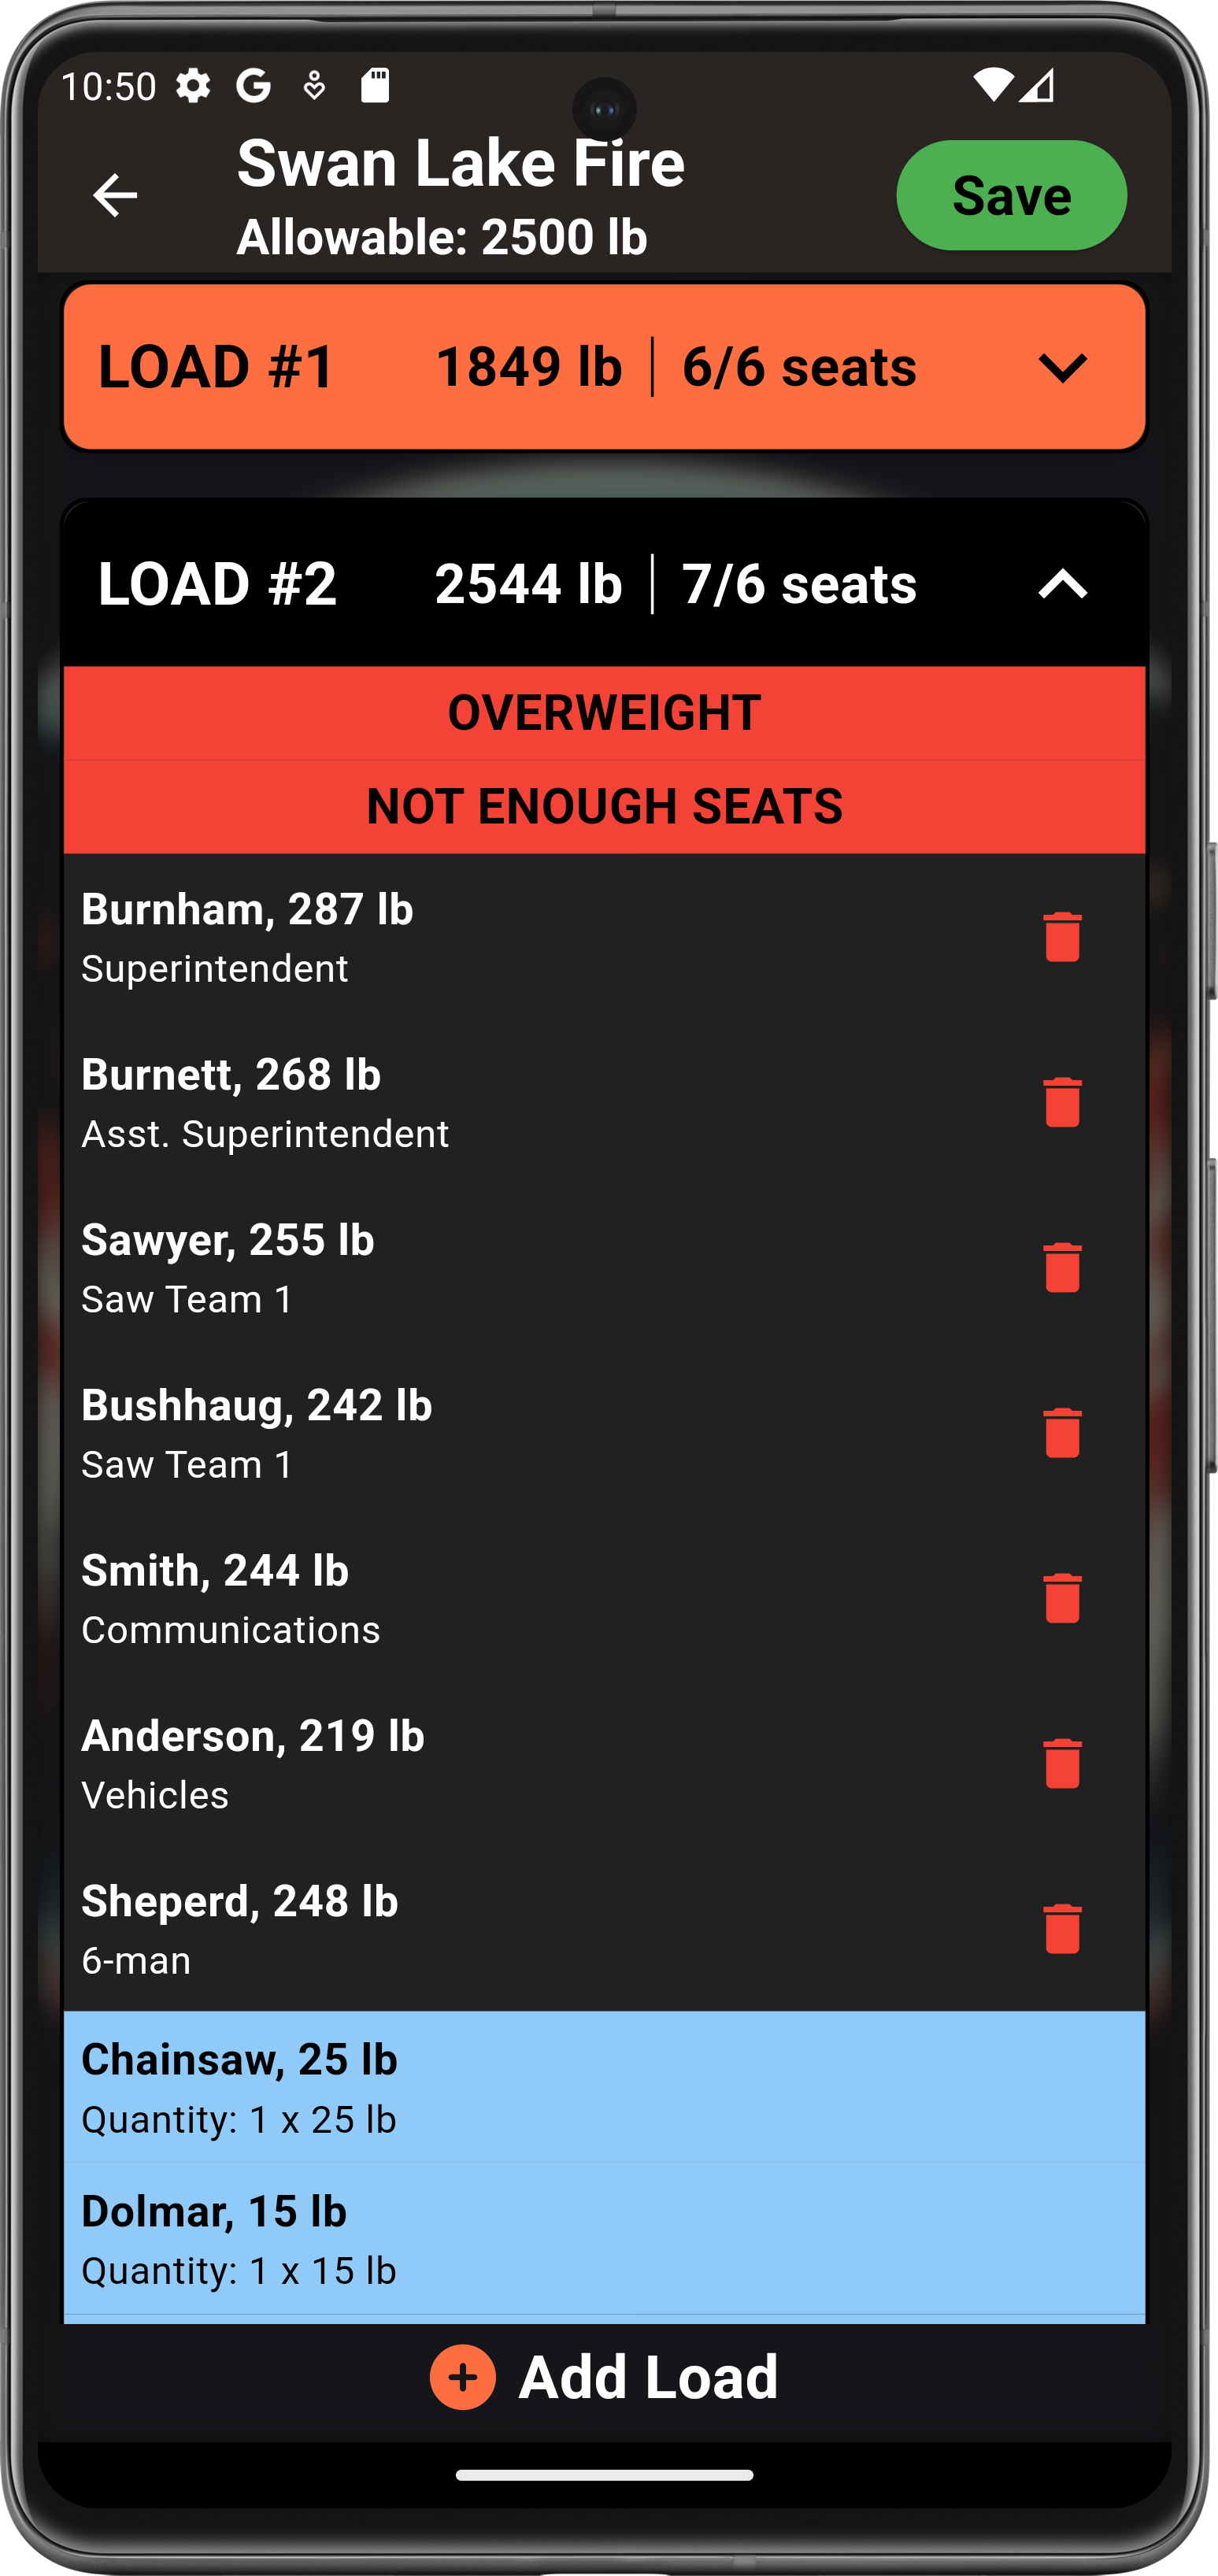 10:50
Swan Lake Fire
Allowable: 2500 lb
Save
LOAD #1 1849 lb 6/6 seats
LOAD #2 2544 lb 7/6 seats
OVERWEIGHT
NOT ENOUGH SEATS
Burnham, 287 lb
Superintendent
Burnett, 268 lb
Asst. Superintendent
Sawyer, 255 lb
Saw Team 1
Bushhaug, 242 lb
Saw Team 1
Smith, 244 lb
Communications
Anderson, 219 lb
Vehicles
Sheperd, 248 lb
6-man
Chainsaw, 25 lb
Quantity: 1 x 25 lb
Dolmar, 15 lb
Quantity: 1 x 15 lb
Add Load